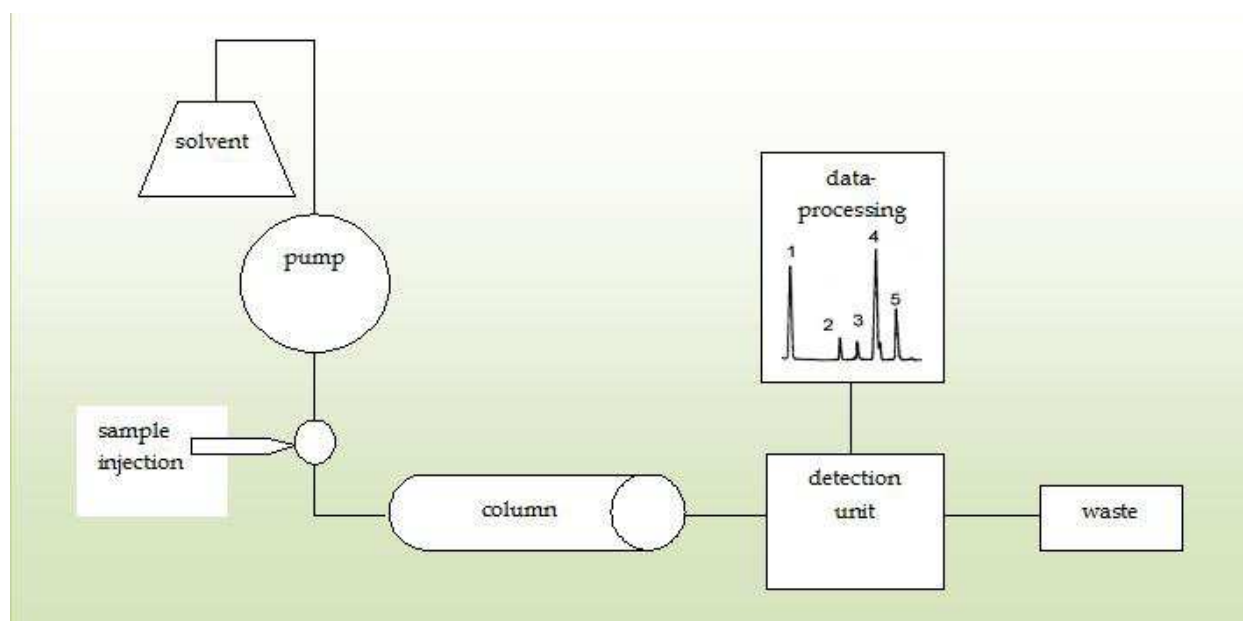 solvent
pump
sample
injection
column
data-
processing
1
2
3
4
5
detection
unit
waste